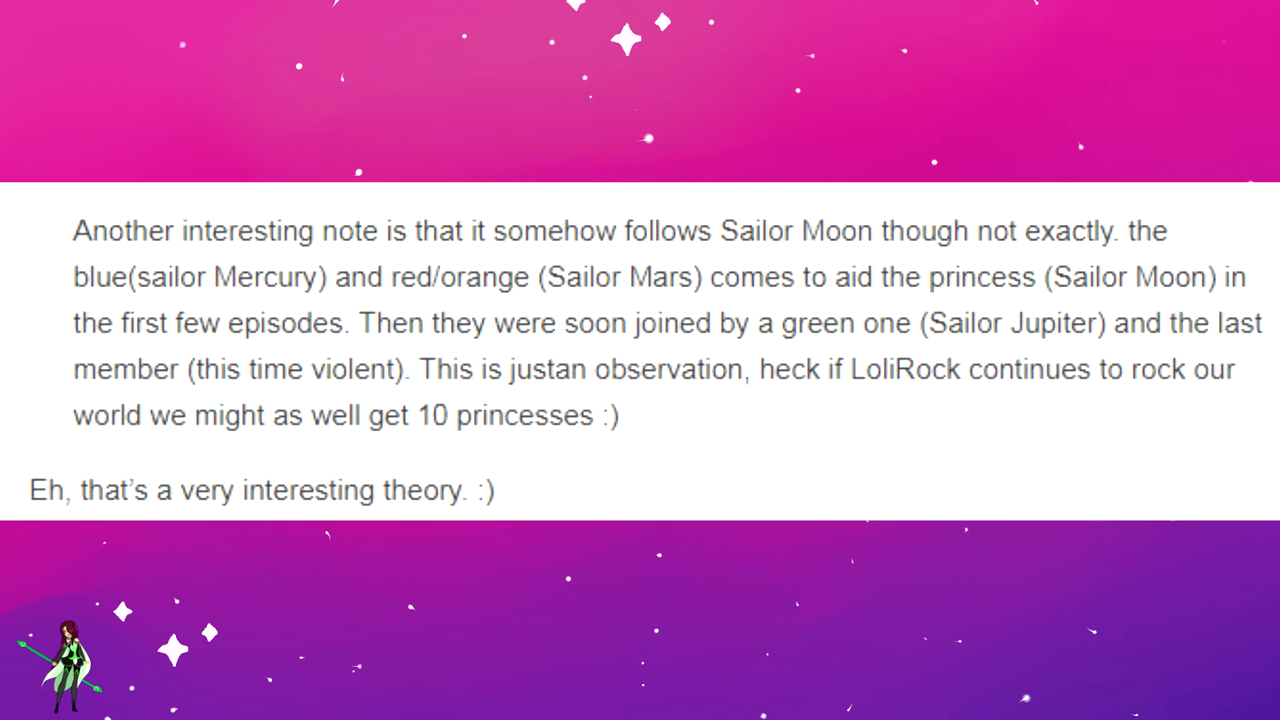 Another interesting note is that it somehow follows Sailor Moon though not exactly. the
blue(sailor Mercury) and red/orange (Sailor Mars) comes to aid the princess (Sailor Moon) in
the first few episodes. Then they were soon joined by a green one (Sailor Jupiter) and the last
member (this time violent). This is justan observation, heck if LoliRock continues to rock our
world we might as well get 10 princesses :)
Eh, that’s a very interesting theory. :)